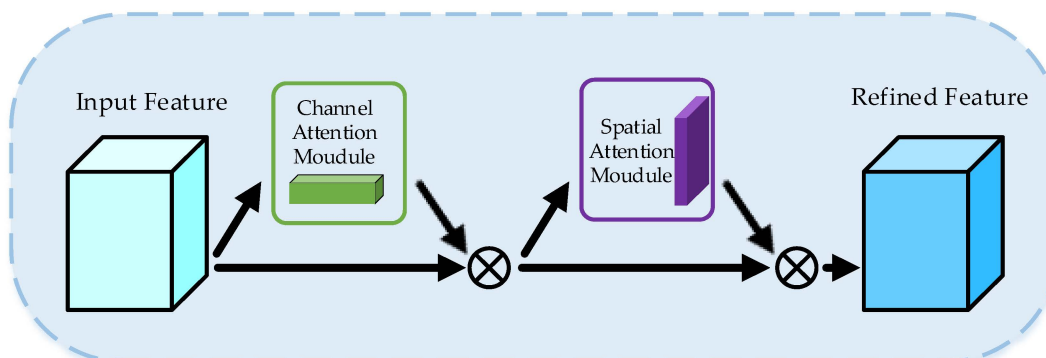 Input Feature
Channel
Attention
Moudule
Spatial
Attention
Moudule
Refined Feature